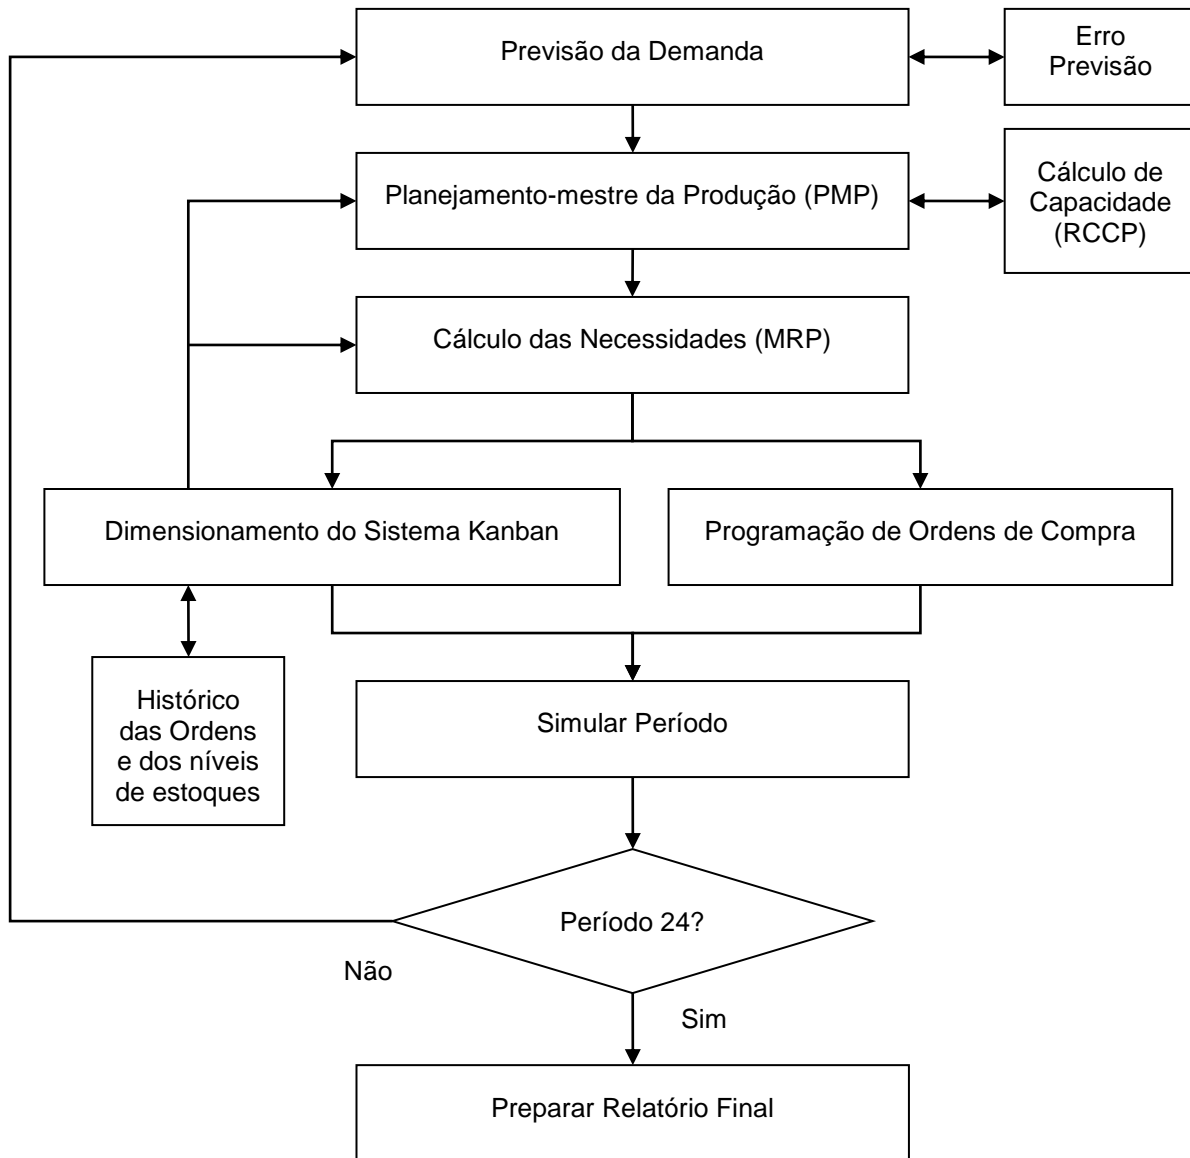 Previsão da Demanda
Erro
Previsão
Planejamento-mestre da Produção (PMP)
Cálculo de
Capacidade
(RCCP)
Cálculo das Necessidades (MRP)
Dimensionamento do Sistema Kanban
Programação de Ordens de Compra
Histórico
das Ordens
e dos níveis
de estoques
Simular Período
Período 24?
Não
Sim
Preparar Relatório Final